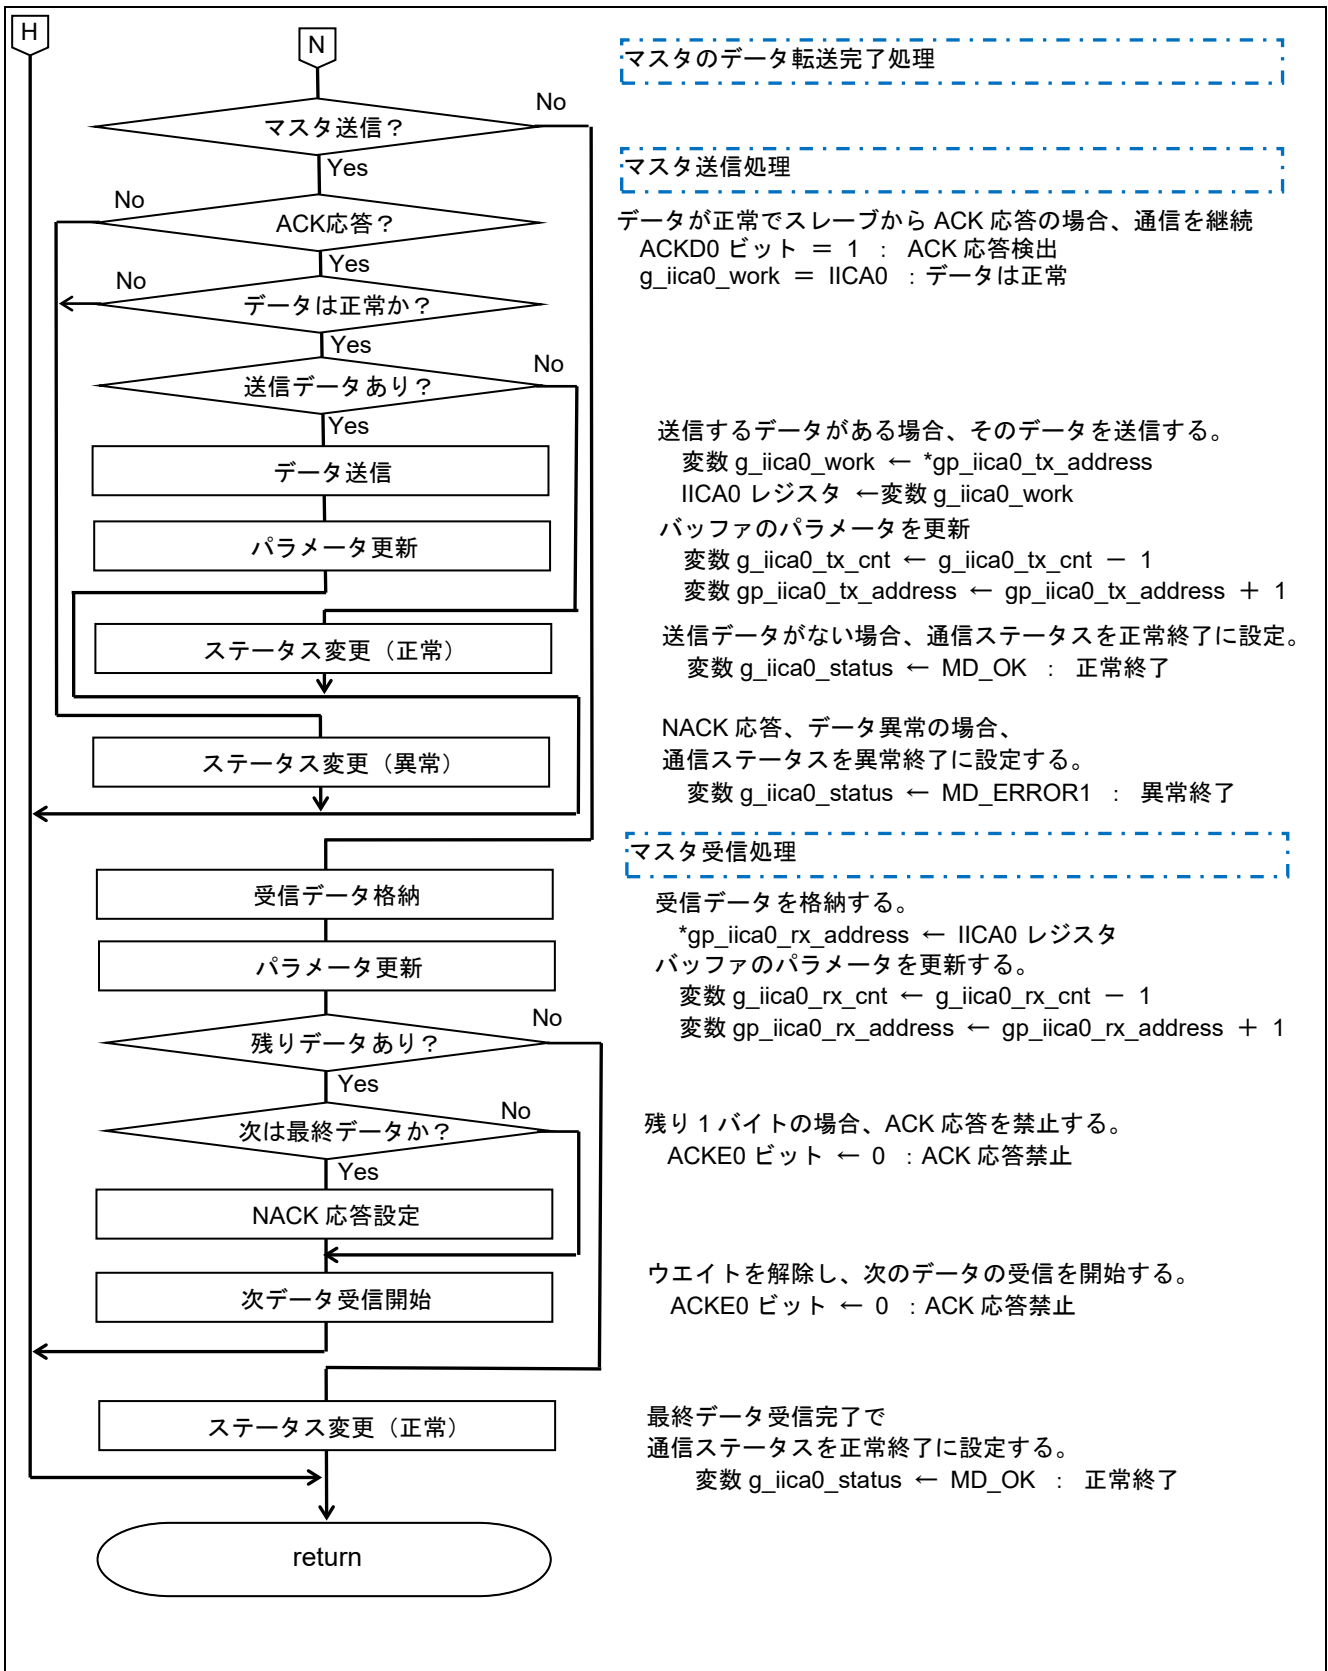 H
N
マスタのデータ転送完了処理
No
マスタ送信？
Yes
マスタ送信処理
No
ACK応答？
Yes
データが正常でスレーブから ACK 応答の場合、通信を継続
ACKD0 ビット ＝ 1 ： ACK 応答検出
g_iica0_work ＝ IICA0 ：データは正常
No
データは正常か？
Yes
No
送信データあり？
Yes
データ送信
送信するデータがある場合、そのデータを送信する。
変数 g_iica0_work ← *gp_iica0_tx_address
IICA0 レジスタ ←変数 g_iica0_work
パラメータ更新
バッファのパラメータを更新
変数 g_iica0_tx_cnt ← g_iica0_tx_cnt － 1
変数 gp_iica0_tx_address ← gp_iica0_tx_address ＋ 1
ステータス変更（正常）
送信データがない場合、通信ステータスを正常終了に設定。
変数 g_iica0_status ← MD_OK ： 正常終了
ステータス変更（異常）
NACK 応答、データ異常の場合、
通信ステータスを異常終了に設定する。
変数 g_iica0_status ← MD_ERROR1 ： 異常終了
マスタ受信処理
受信データ格納
受信データを格納する。
*gp_iica0_rx_address ← IICA0 レジスタ
パラメータ更新
バッファのパラメータを更新する。
変数 g_iica0_rx_cnt ← g_iica0_rx_cnt － 1
変数 gp_iica0_rx_address ← gp_iica0_rx_address ＋ 1
No
残りデータあり？
Yes
No
次は最終データか？
Yes
残り 1 バイトの場合、ACK 応答を禁止する。
ACKE0 ビット ← 0 ：ACK 応答禁止
NACK 応答設定
次データ受信開始
ウエイトを解除し、次のデータの受信を開始する。
ACKE0 ビット ← 0 ：ACK 応答禁止
ステータス変更（正常）
最終データ受信完了で
通信ステータスを正常終了に設定する。
変数 g_iica0_status ← MD_OK ： 正常終了
return